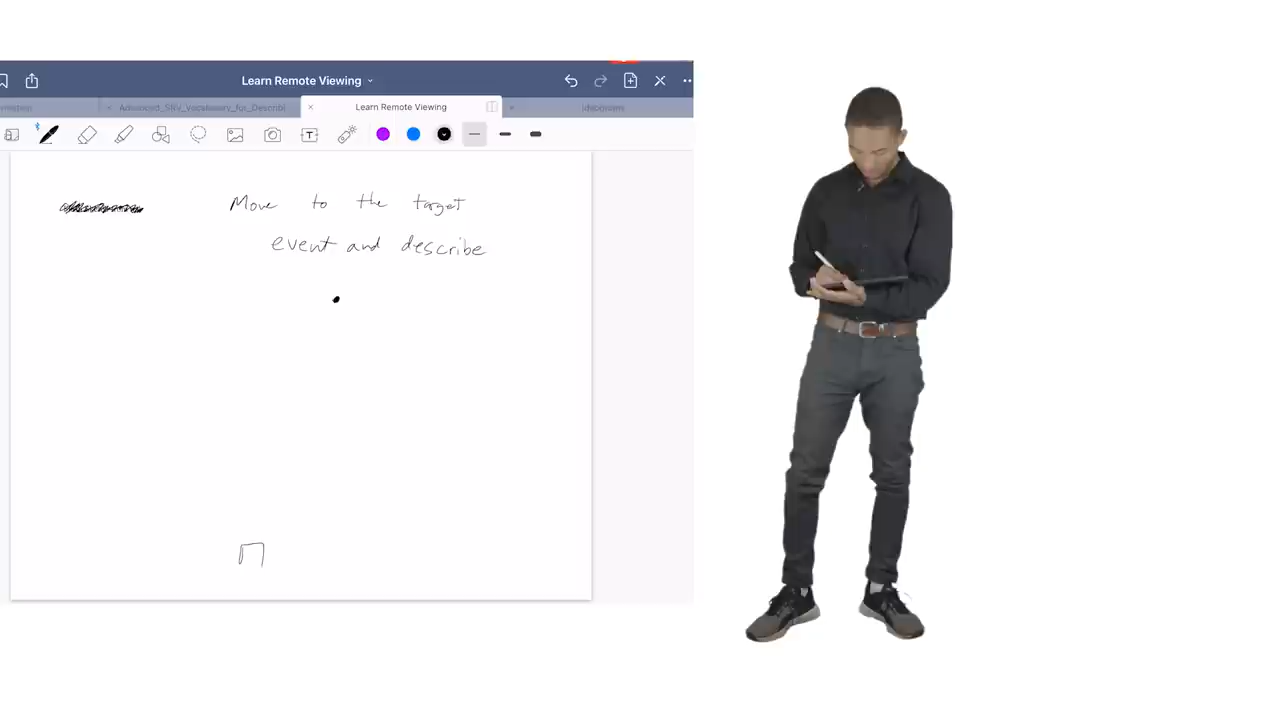 Learn Remote Viewing
Learn Remote Viewing
Move to the target
event and describe